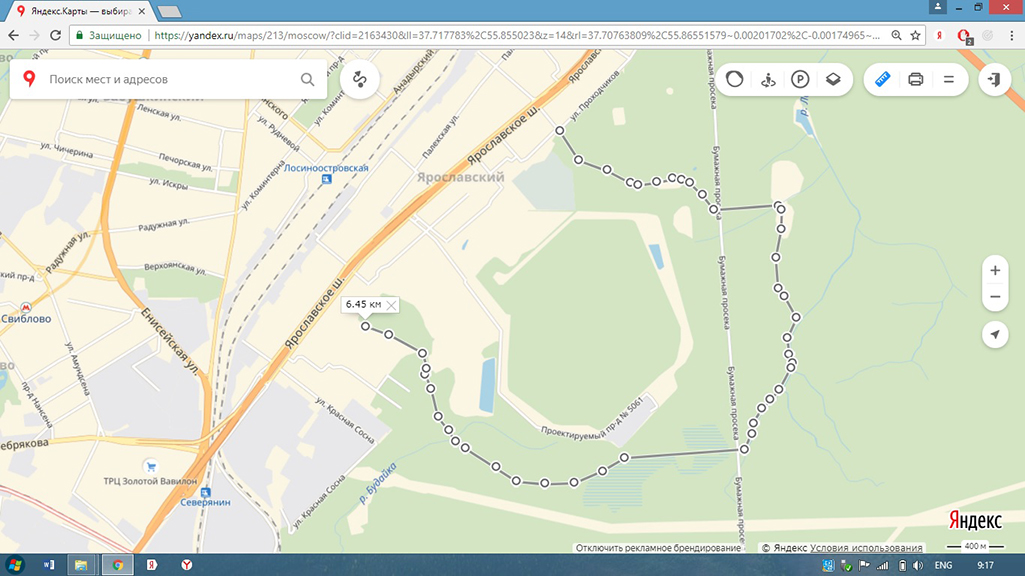 Яндекс.Карты — выбира
Защищено
https://yandex.ru/maps/213/moscow/?clid=2163430&ll=37.717783%2C55.855023&z=14&rl=37.70763809%2C55.86551579~0.00201702%2C-0.00174965~...
Поиск мест и адресов
Анадырский
Ярославское
ул. Проходчиков
Ленская ул.
ул. Рудневой
ул. Коминтерна
Палехская ул.
Ярославское ш.
ул. Чичерина
Печорская ул.
Лосиноостровская
ул. Искры
Ярославский
Бумажная просека
Радужная ул.
Радужная ул.
Верхоянская ул.
Бумажная просека
Свиблово
Енисейская ул.
Ярославское ш.
6.45 км
ул. Амундсена
пр-д Нансена
ул. Красная Сосна
Проектируемый пр-д № 5061
Бумажная просека
ТРЦ Золотой Вавилон
Северянин
ул. Красная Сосна
р. Будайка
Бумажная
Яндекс
Отключить рекламное брендирование
© Яндекс Условия использования
400 м
ENG
9:17